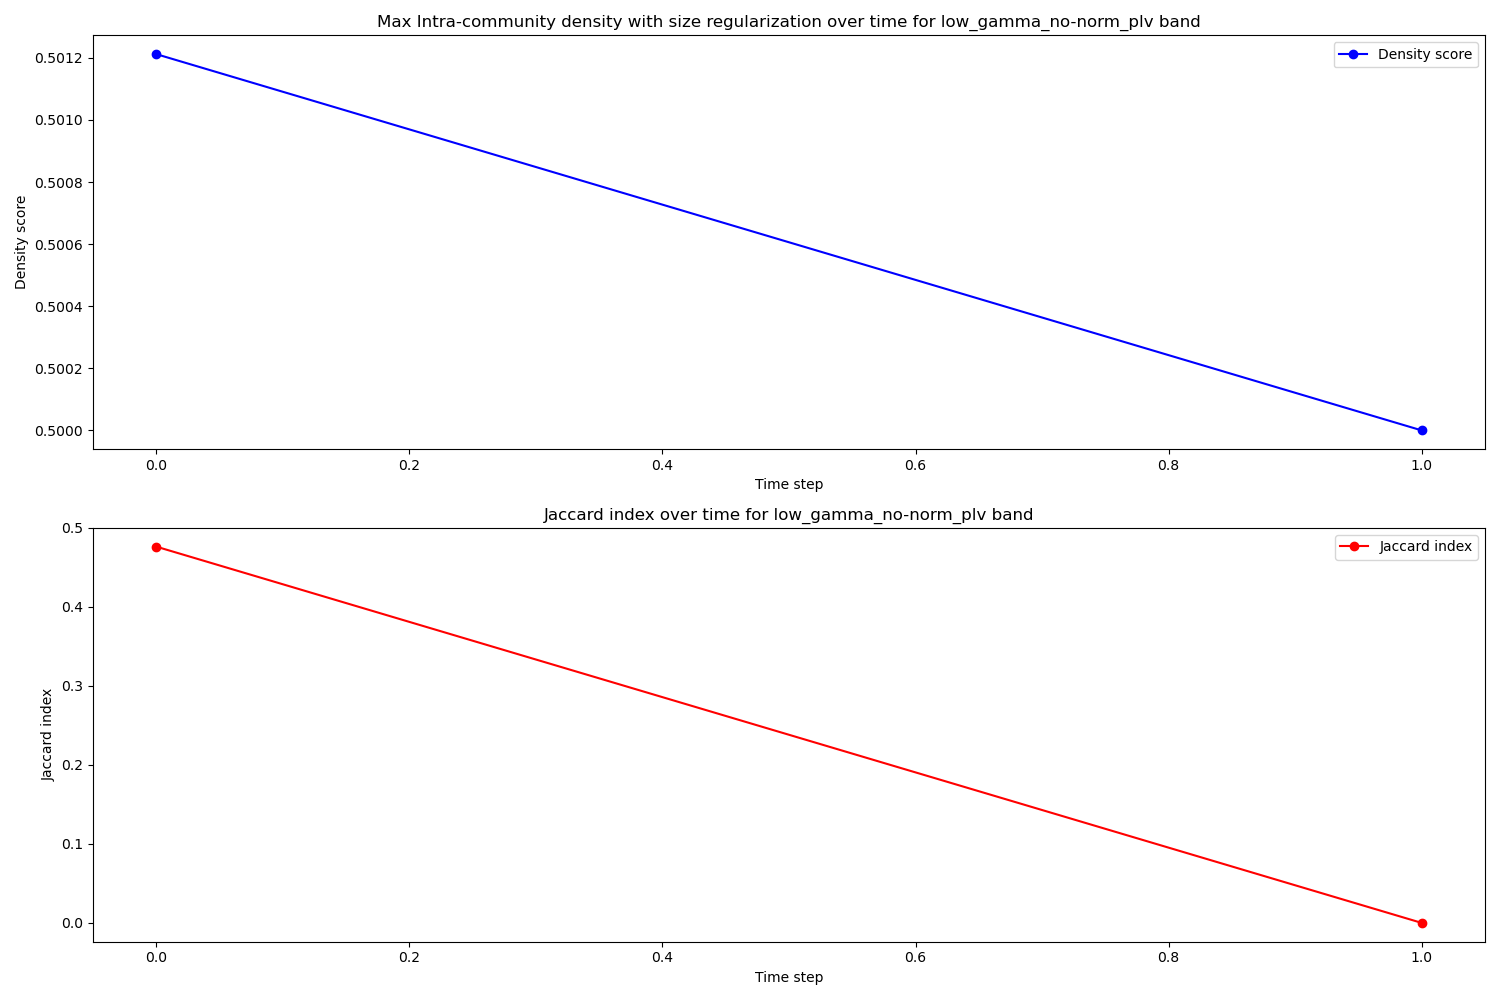 Max Intra-community density with size regularization over time for low_gamma_no-norm_plv band
Density score
0.5012
0.5010
0.5008
0.5006
0.5004
0.5002
0.5000
Density score
0.0 0.2 0.4 0.6 0.8 1.0
Time step
Jaccard index over time for low_gamma_no-norm_plv band
Jaccard index
0.5
0.4
0.3
0.2
0.1
0.0
Jaccard index
0.0 0.2 0.4 0.6 0.8 1.0
Time step